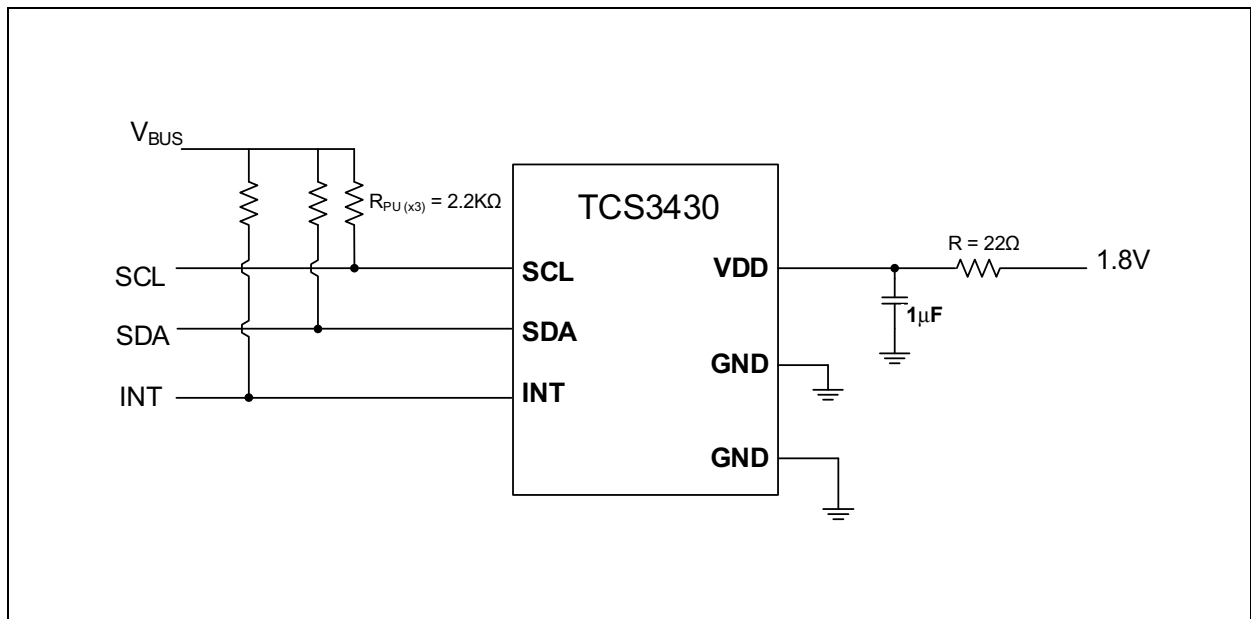 V_BUS
R_PU (x3) = 2.2KΩ
TCS3430
R = 22Ω
1.8V
SCL
SCL
VDD
1µF
SDA
SDA
GND
INT
INT
GND